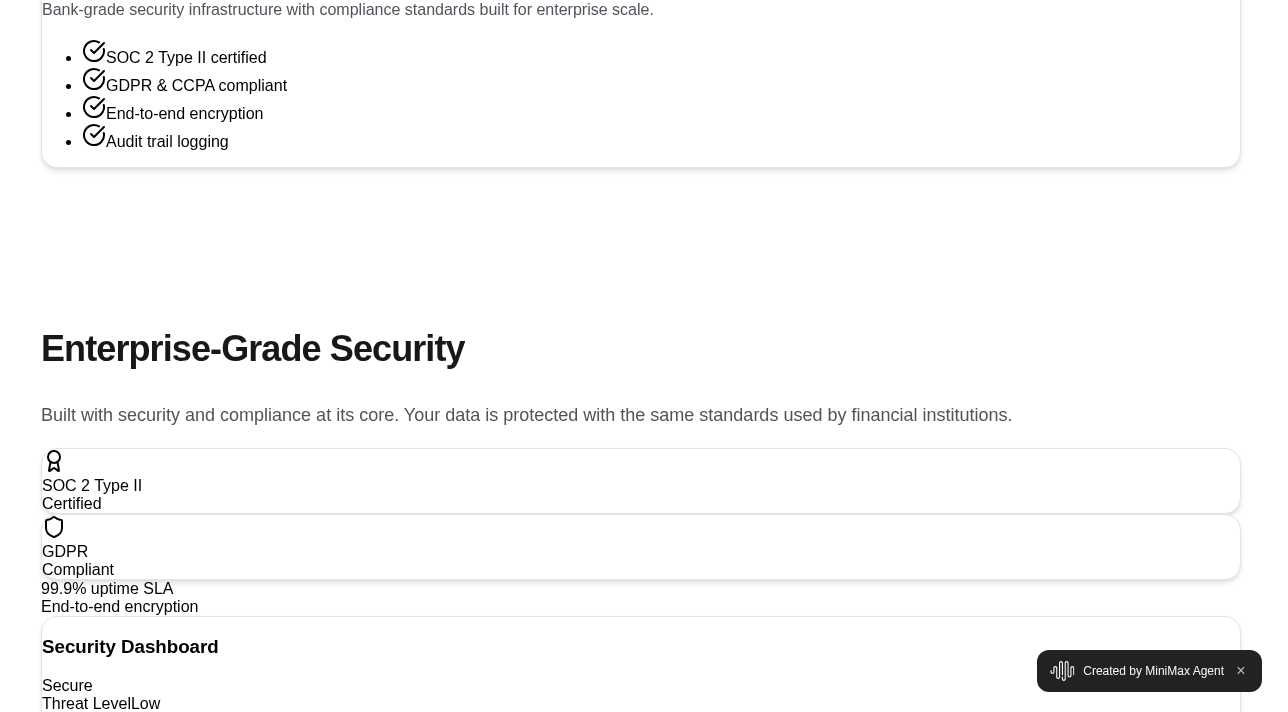 Bank-grade security infrastructure with compliance standards built for enterprise scale.
SOC 2 Type II certified
GDPR & CCPA compliant
End-to-end encryption
Audit trail logging
Enterprise-Grade Security
Built with security and compliance at its core. Your data is protected with the same standards used by financial institutions.
SOC 2 Type II
Certified
GDPR
Compliant
99.9% uptime SLA
End-to-end encryption
Security Dashboard
Secure
Threat LevelLow
Created by MiniMax Agent ×